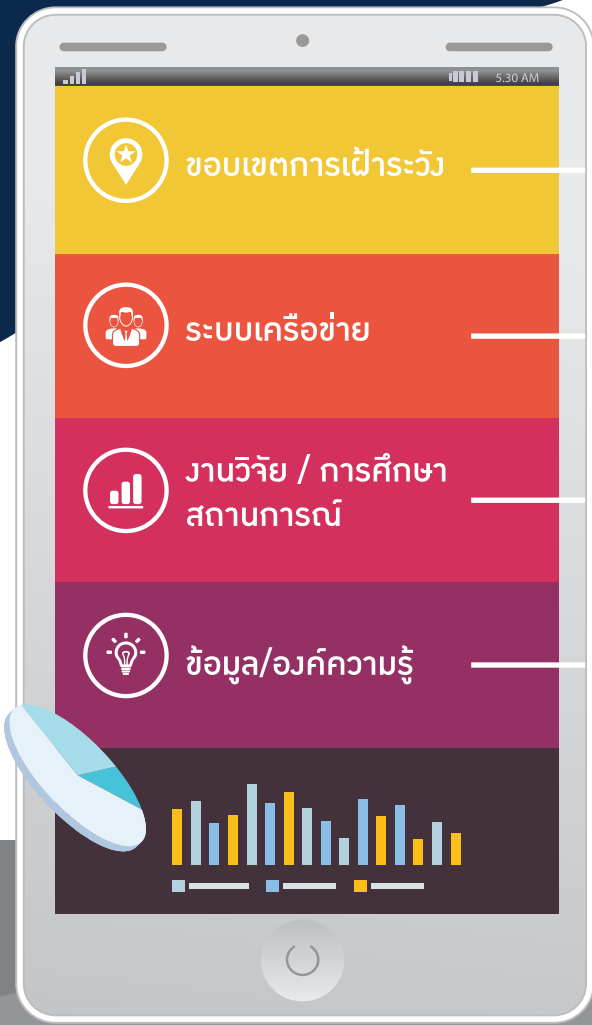 5.30 AM
ขอบเขตการเฝ้าระวัง
ระบบเครือข่าย
งานวิจัย / การศึกษา
สถานการณ์
ข้อมูล/องค์ความรู้